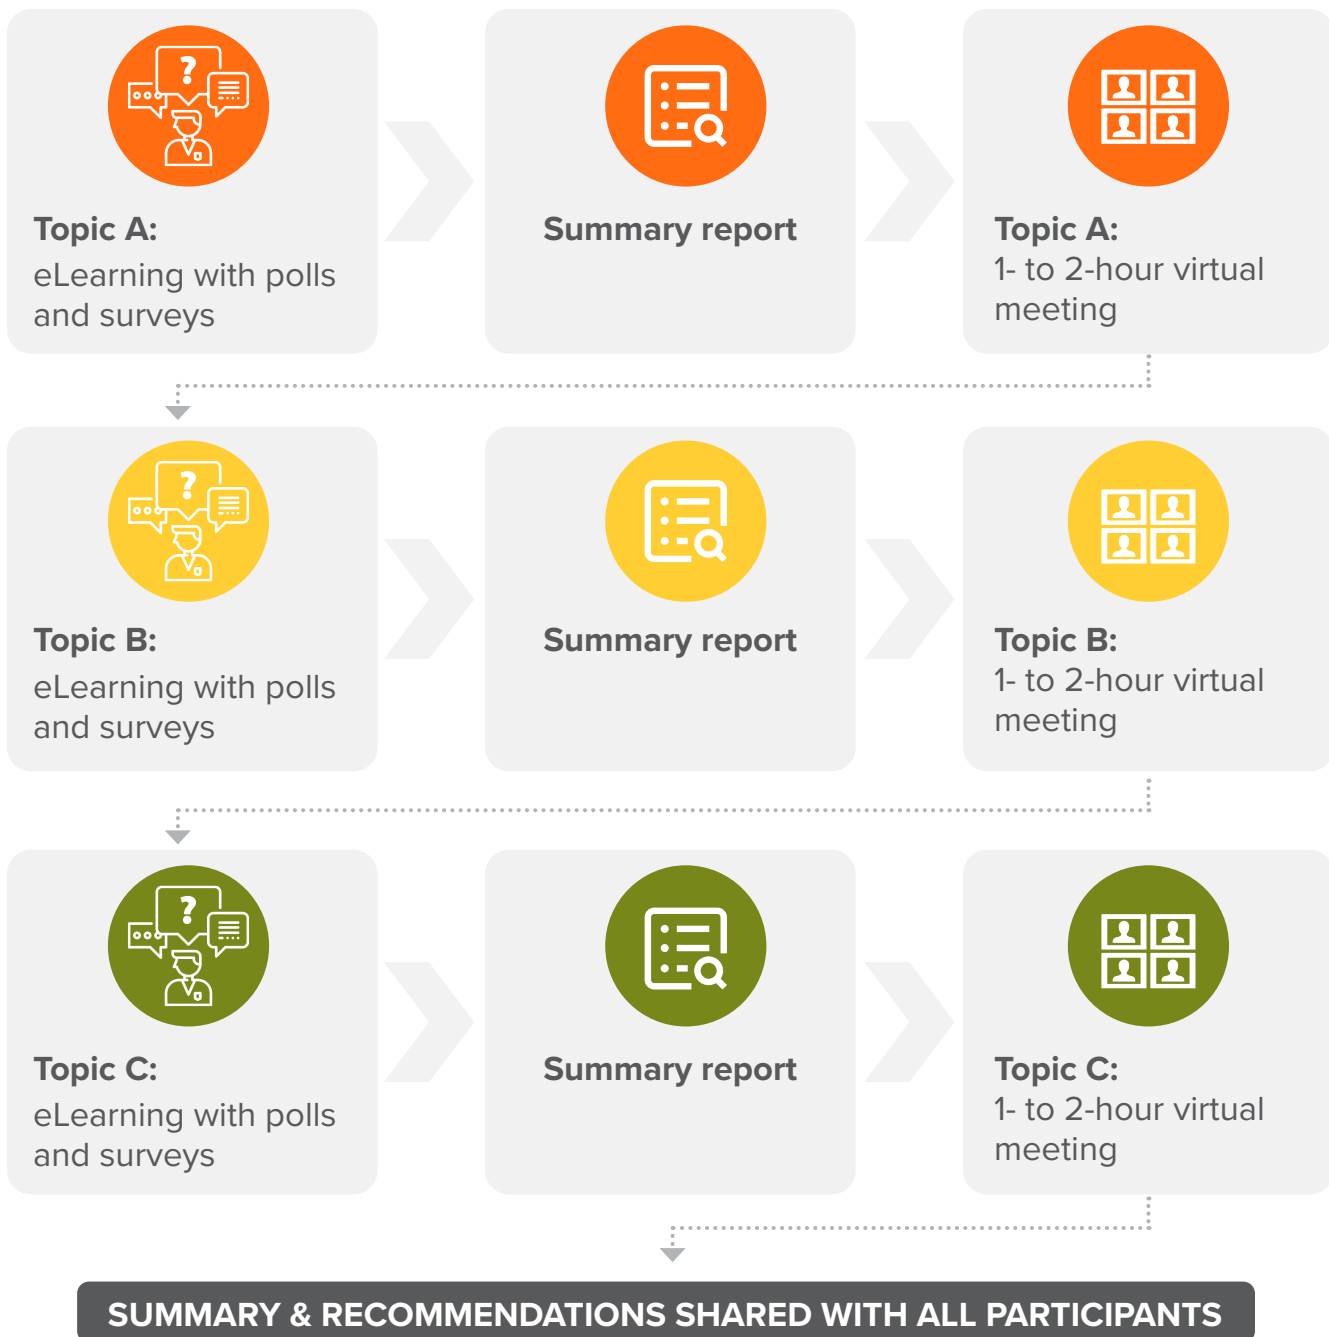 ?
Topic A:
eLearning with polls
and surveys
Summary report
Topic A:
1- to 2-hour virtual
meeting
?
Topic B:
eLearning with polls
and surveys
Summary report
Topic B:
1- to 2-hour virtual
meeting
?
Topic C:
eLearning with polls
and surveys
Summary report
Topic C:
1- to 2-hour virtual
meeting
SUMMARY & RECOMMENDATIONS SHARED WITH ALL PARTICIPANTS